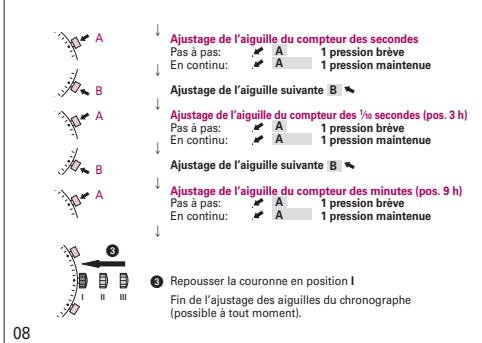 A ↓ Ajustage de l'aiguille du compteur des secondes
Pas à pas: A 1 pression brève
↓ En continu: A 1 pression maintenue
B Ajustage de l'aiguille suivante B
↓
A Ajustage de l'aiguille du compteur des 1/10 secondes (pos. 3 h)
Pas à pas: A 1 pression brève
↓ En continu: A 1 pression maintenue
B Ajustage de l'aiguille suivante B
↓
A Ajustage de l'aiguille du compteur des minutes (pos. 9 h)
Pas à pas: A 1 pression brève
En continu: A 1 pression maintenue
↓
3
I II III
3 Repousser la couronne en position I
Fin de l'ajustage des aiguilles du chronographe
(possible à tout moment).
08